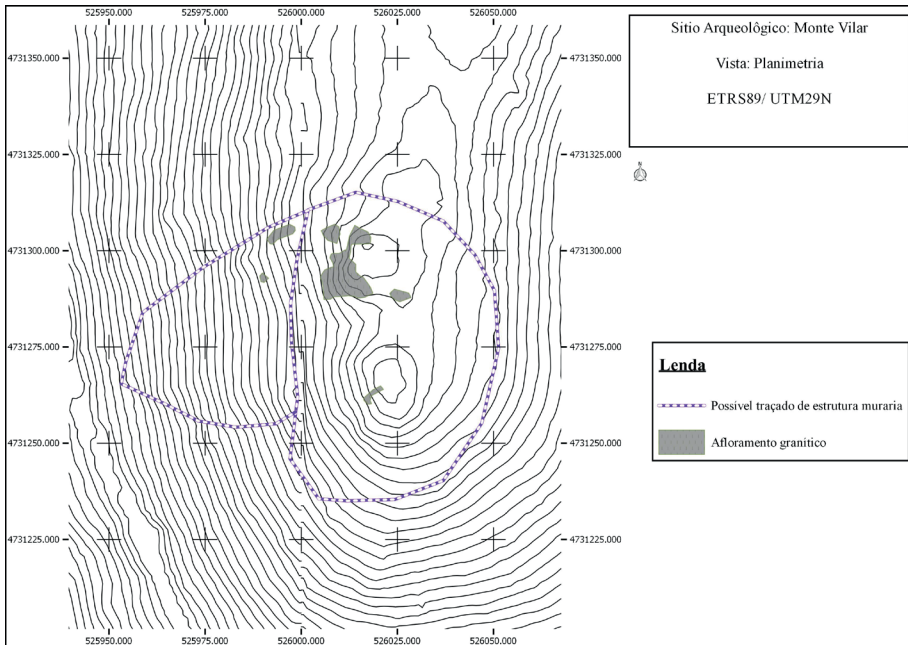 525950.000 525975.000 526000.000 526025.000 526050.000
Sitio Arqueológico: Monte Vilar
Vista: Planimetria
ETRS89/ UTM29N
N
4731350.000 4731350.000
4731325.000 4731325.000
4731300.000 4731300.000
4731275.000 4731275.000
4731250.000 4731250.000
4731225.000 4731225.000
Lenda
Possivel traçado de estrutura muraria
Afloramento granitico
525950.000 525975.000 526000.000 526025.000 526050.000